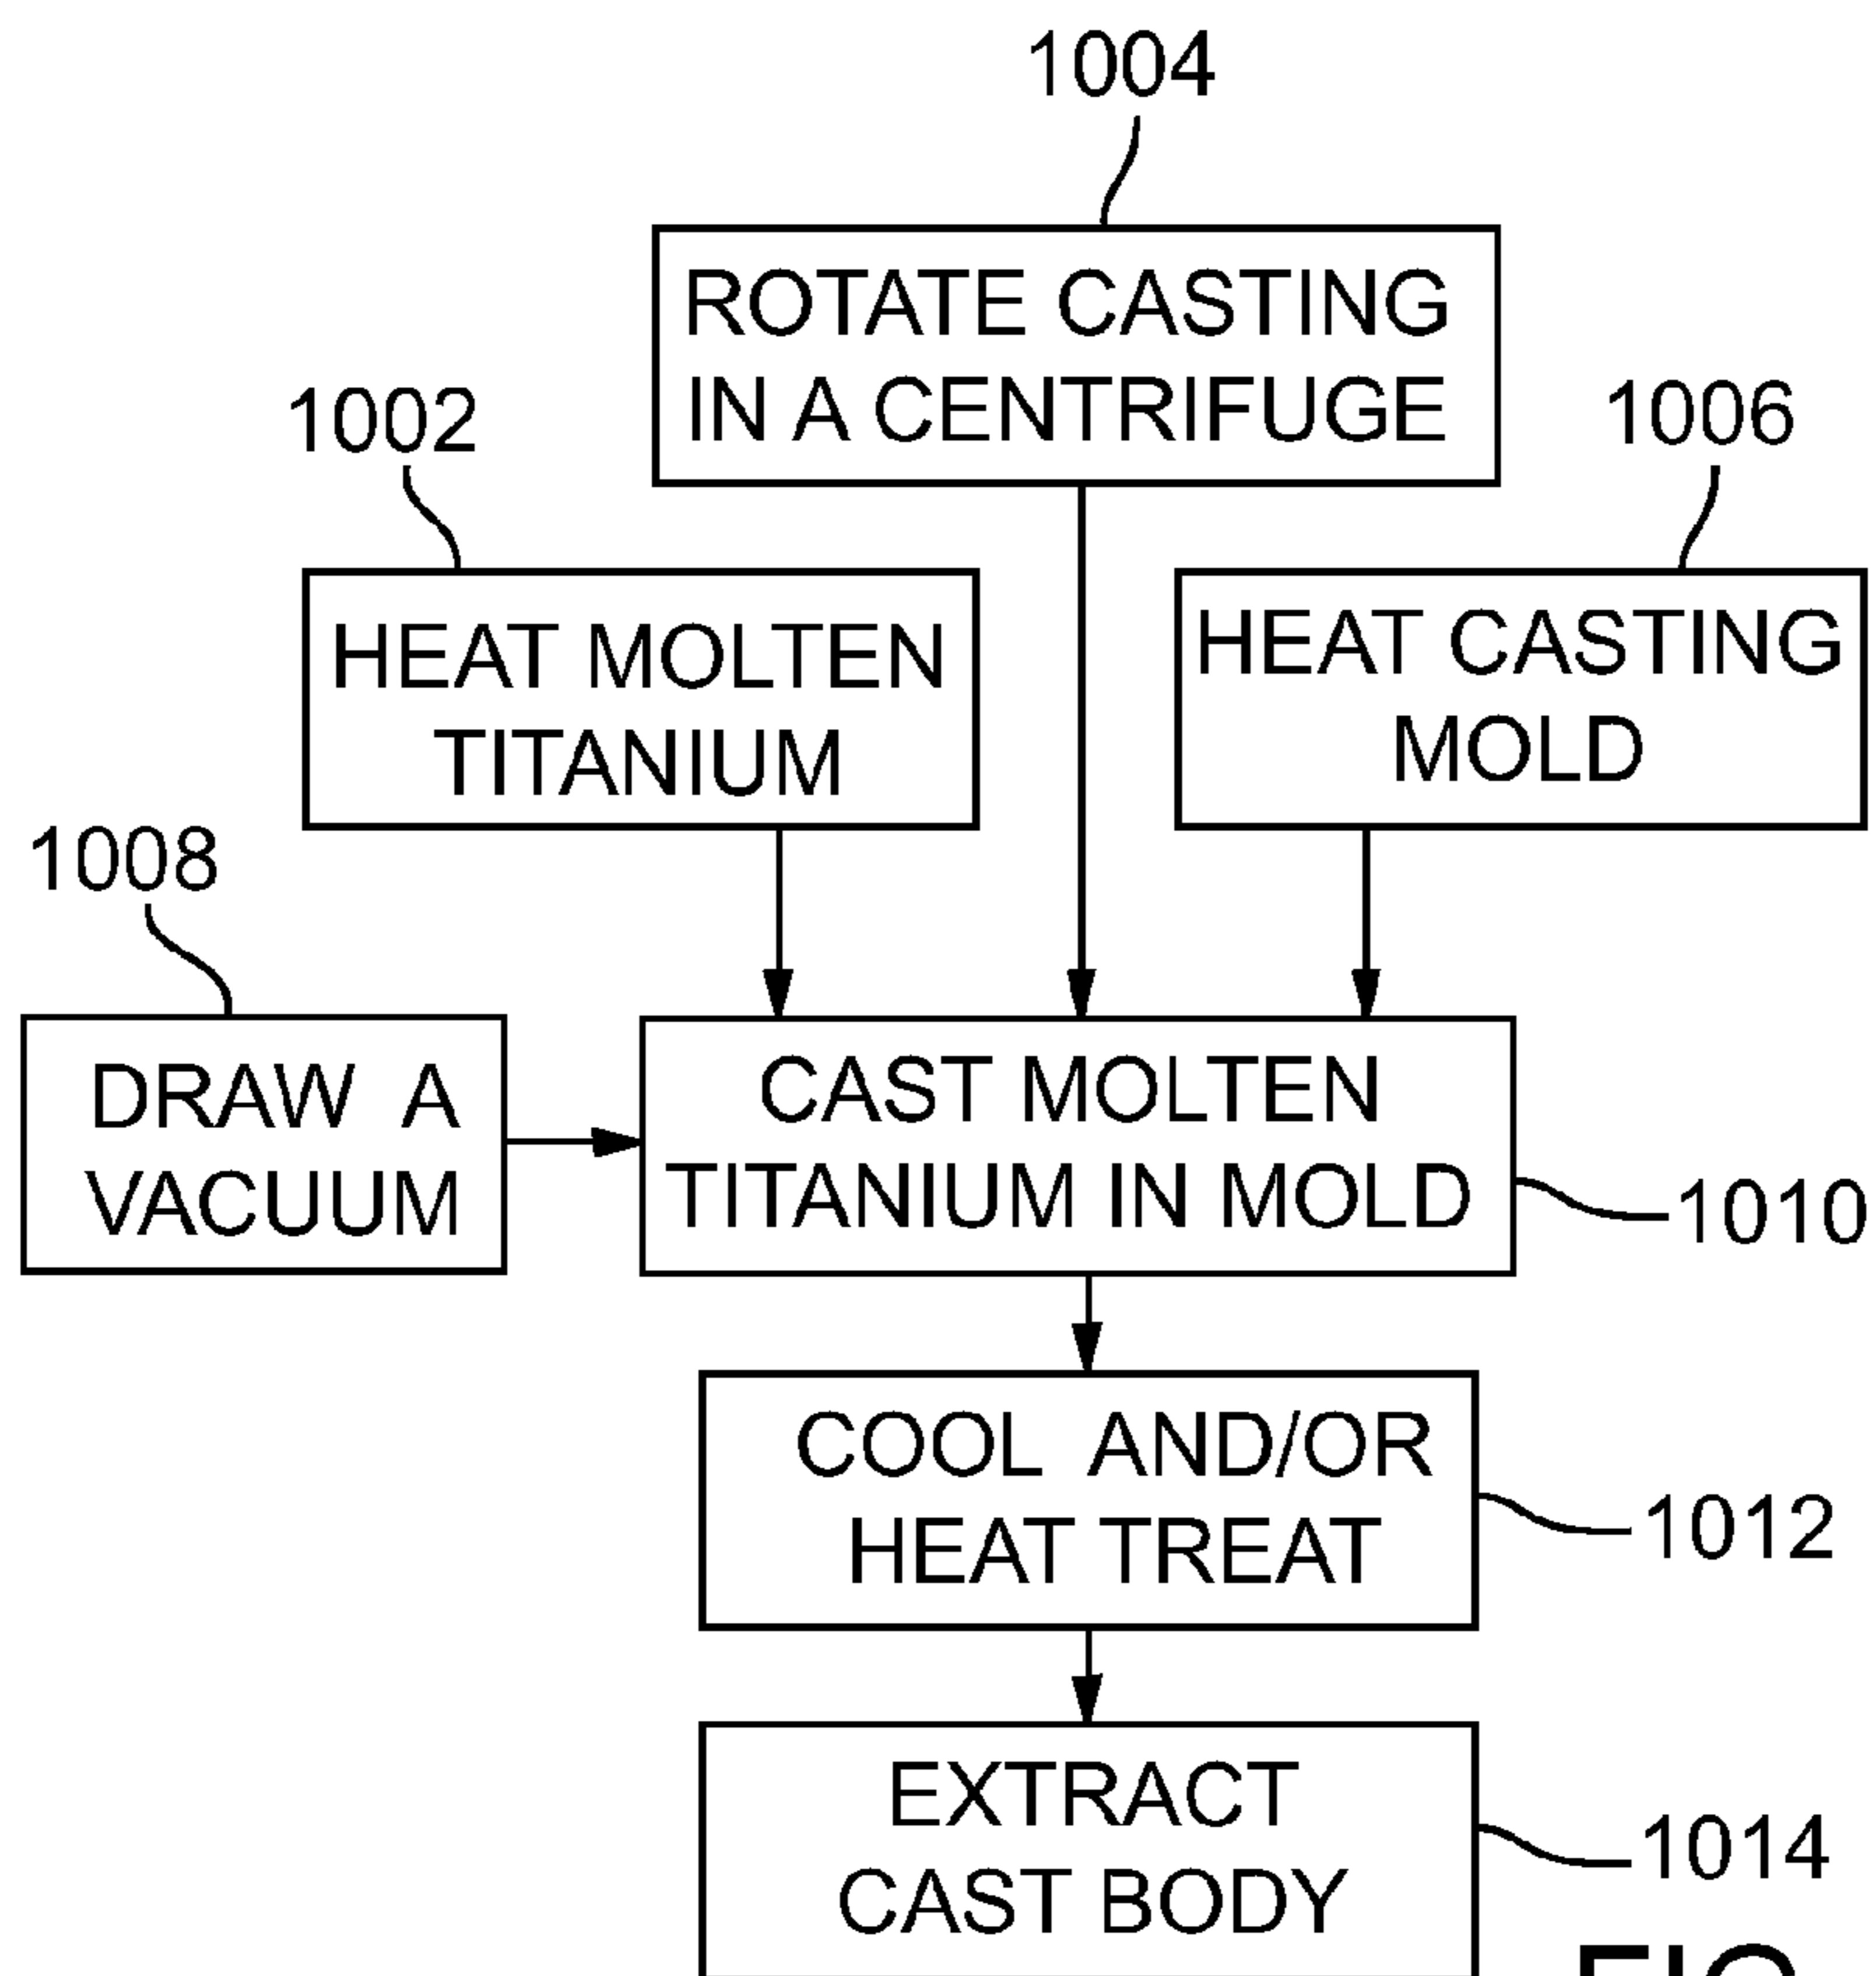 1004
ROTATE CASTING
IN A CENTRIFUGE
1002
1006
HEAT MOLTEN
TITANIUM
HEAT CASTING
MOLD
1008
DRAW A
VACUUM
CAST MOLTEN
TITANIUM IN MOLD
1010
COOL AND/OR
HEAT TREAT
1012
EXTRACT
CAST BODY
1014